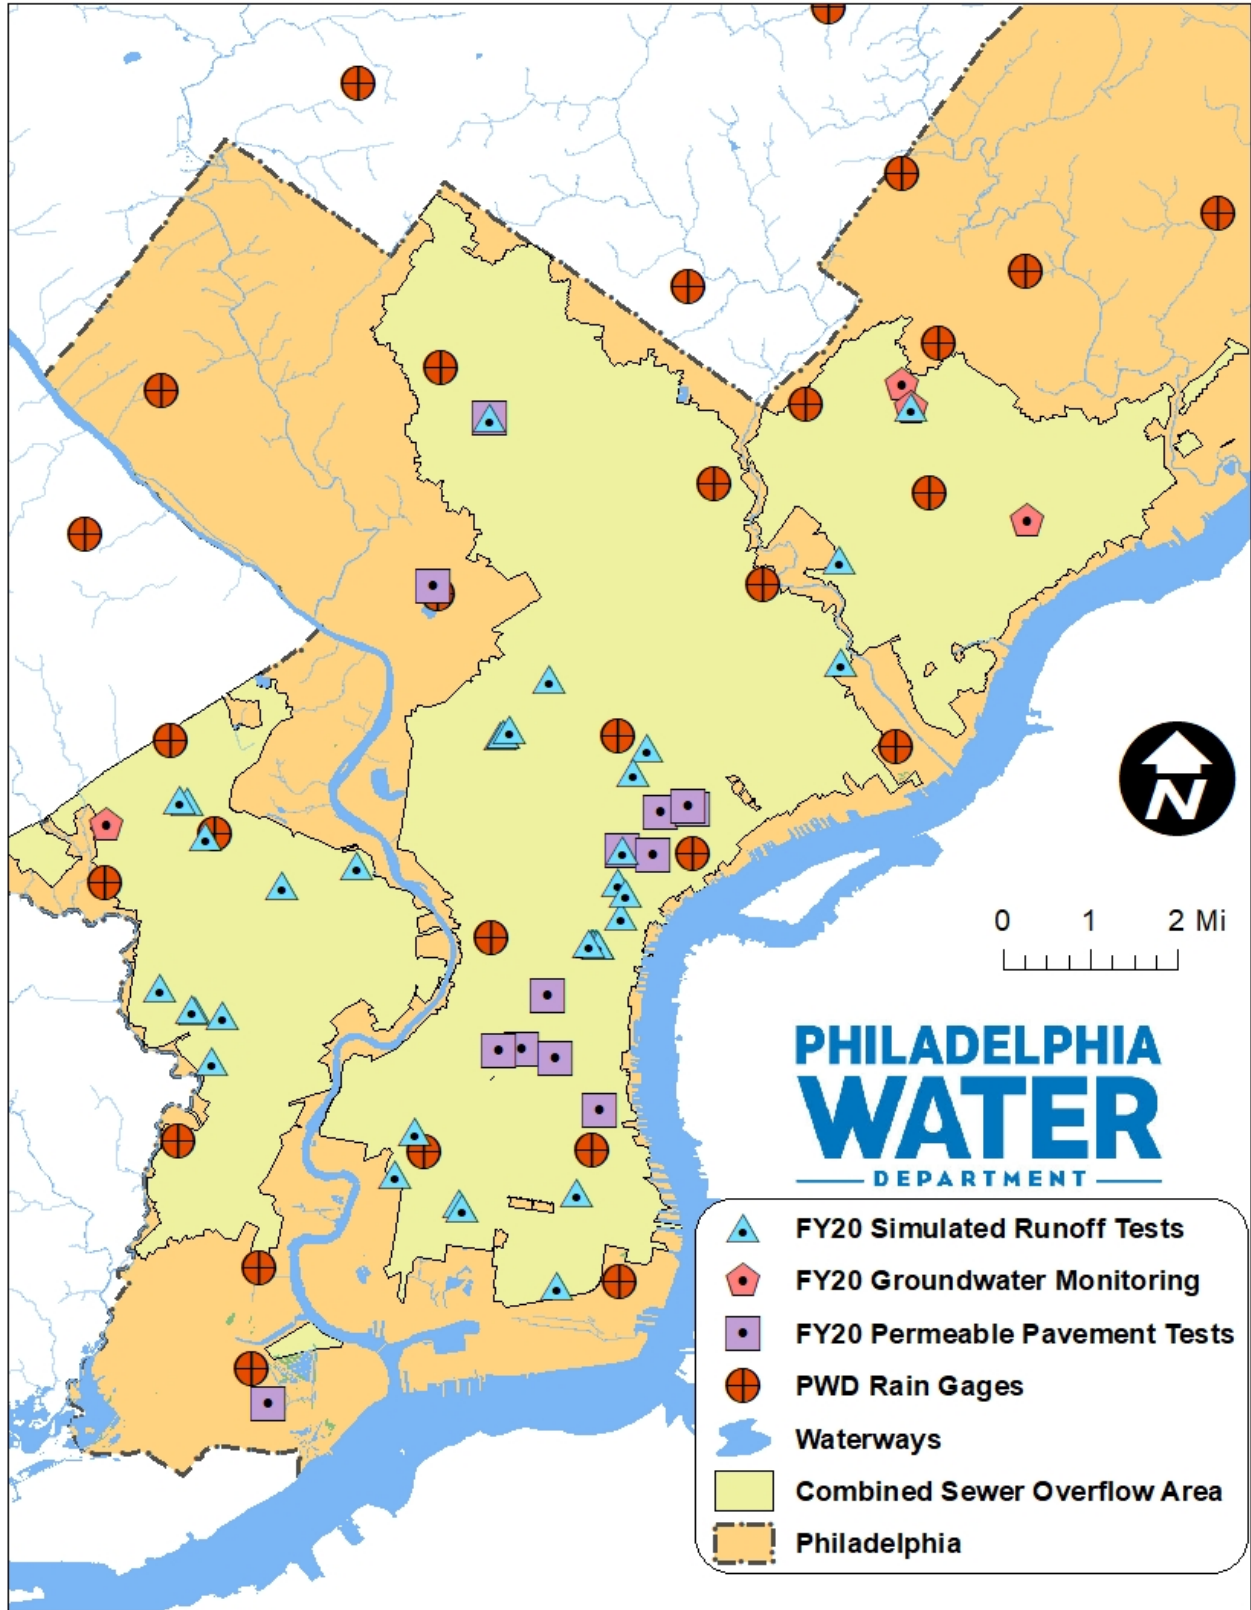 N
0 1 2 Mi
PHILADELPHIA
WATER
DEPARTMENT
FY20 Simulated Runoff Tests
FY20 Groundwater Monitoring
FY20 Permeable Pavement Tests
PWD Rain Gages
Waterways
Combined Sewer Overflow Area
Philadelphia